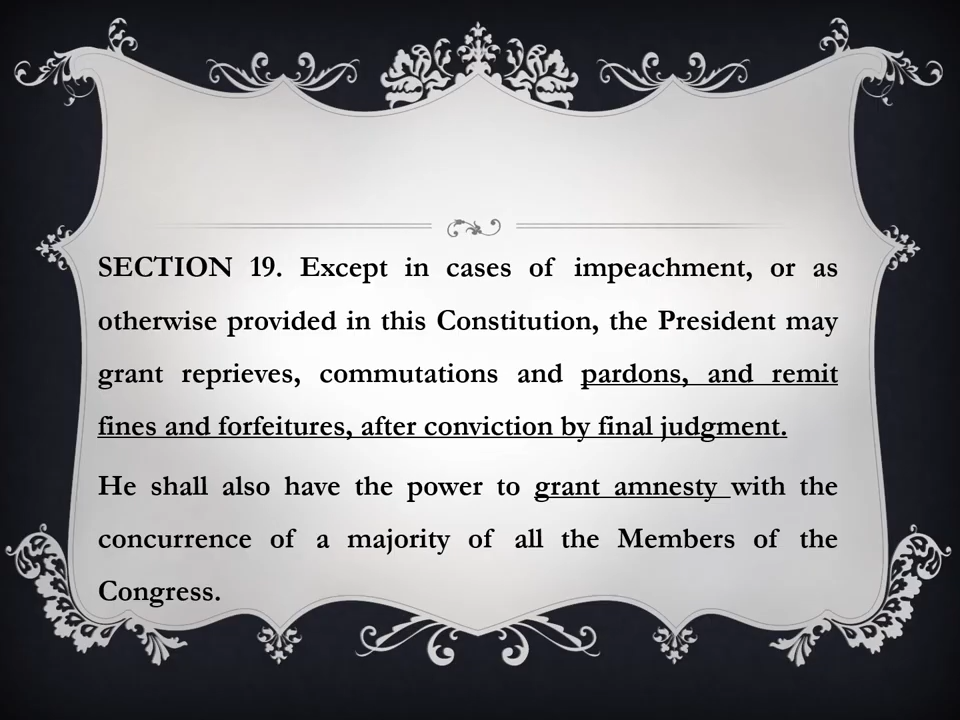 SECTION 19. Except in cases of impeachment, or as
otherwise provided in this Constitution, the President may
grant reprieves, commutations and pardons, and remit
fines and forfeitures, after conviction by final judgment.
He shall also have the power to grant amnesty with the
concurrence of a majority of all the Members of the
Congress.